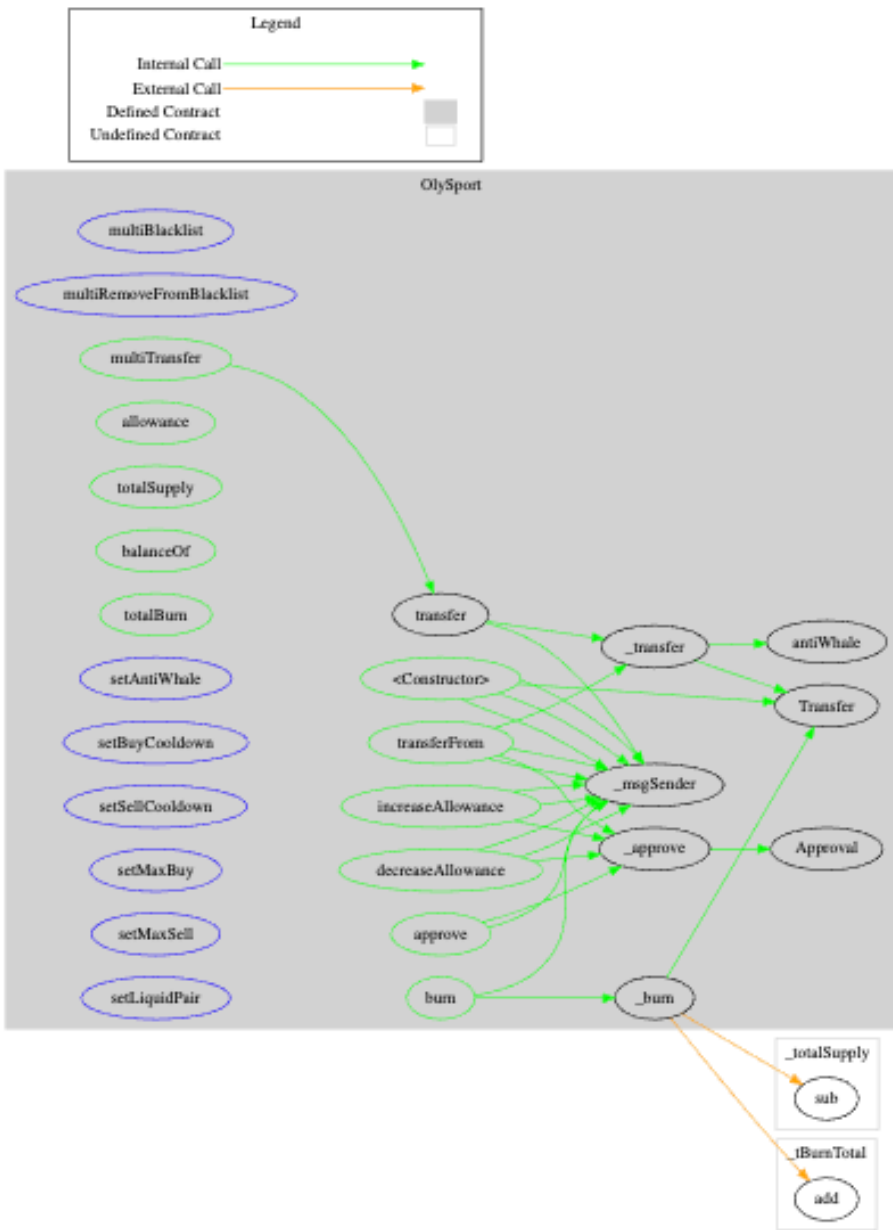 Legend
Internal Call
External Call
Defined Contract
Undefined Contract
OlySport
multiBlacklist
multiRemoveFromBlacklist
multiTransfer
allowance
totalSupply
balanceOf
totalBurn
transfer
_transfer
antiWhale
setAntiWhale
<Constructor>
Transfer
setBuyCooldown
transferFrom
_msgSender
setSellCooldown
increaseAllowance
_approve
Approval
setMaxBuy
decreaseAllowance
setMaxSell
approve
setLiquidPair
burn
_burn
_totalSupply
sub
_tBurnTotal
add